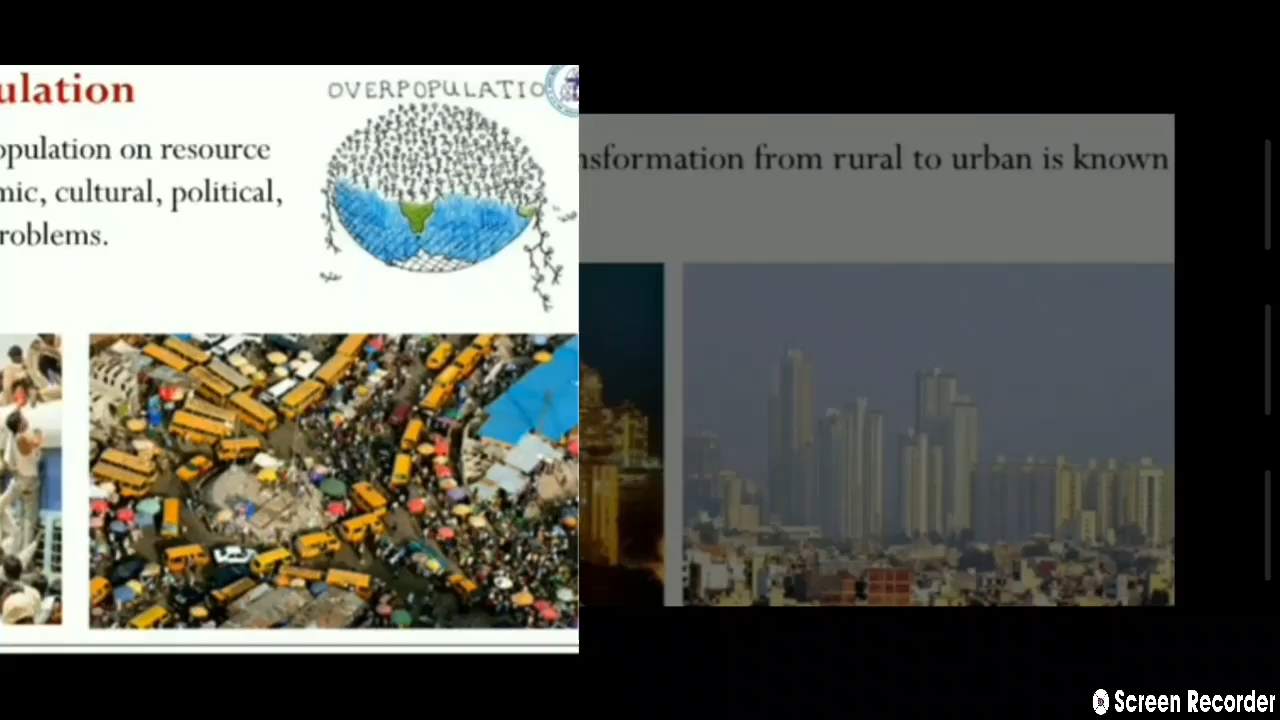 ulation
OVERPOPULATIO
opulation on resource
mic, cultural, political,
roblems.
nsformation from rural to urban is known
Screen Recorder